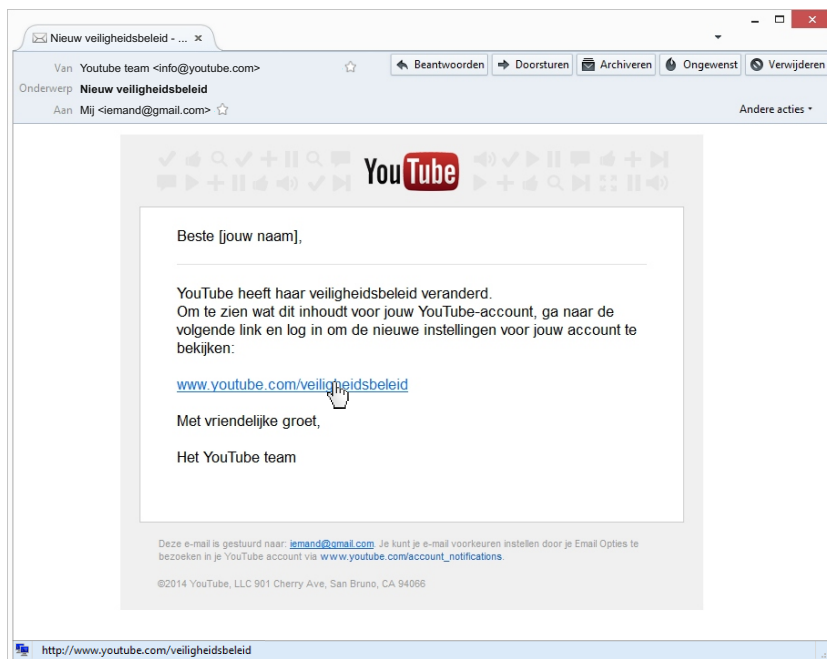 Nieuw veiligheidsbeleid - ... ×
Van Youtube team <info@youtube.com>
Beantwoorden Doorsturen Archiveren Ongewenst Verwijderen
Onderwerp Nieuw veiligheidsbeleid
Aan Mij <iemand@gmail.com>
Andere acties
YouTube
Beste [jouw naam],
YouTube heeft haar veiligheidsbeleid veranderd.
Om te zien wat dit inhoudt voor jouw YouTube-account, ga naar de
volgende link en log in om de nieuwe instellingen voor jouw account te
bekijken:
www.youtube.com/veiligheidsbeleid
Met vriendelijke groet,
Het YouTube team
Deze e-mail is gestuurd naar: iemand@gmail.com. Je kunt je e-mail voorkeuren instellen door je Email Opties te
bezoeken in je YouTube account via www.youtube.com/account_notifications.
©2014 YouTube, LLC 901 Cherry Ave, San Bruno, CA 94066
http://www.youtube.com/veiligheidsbeleid